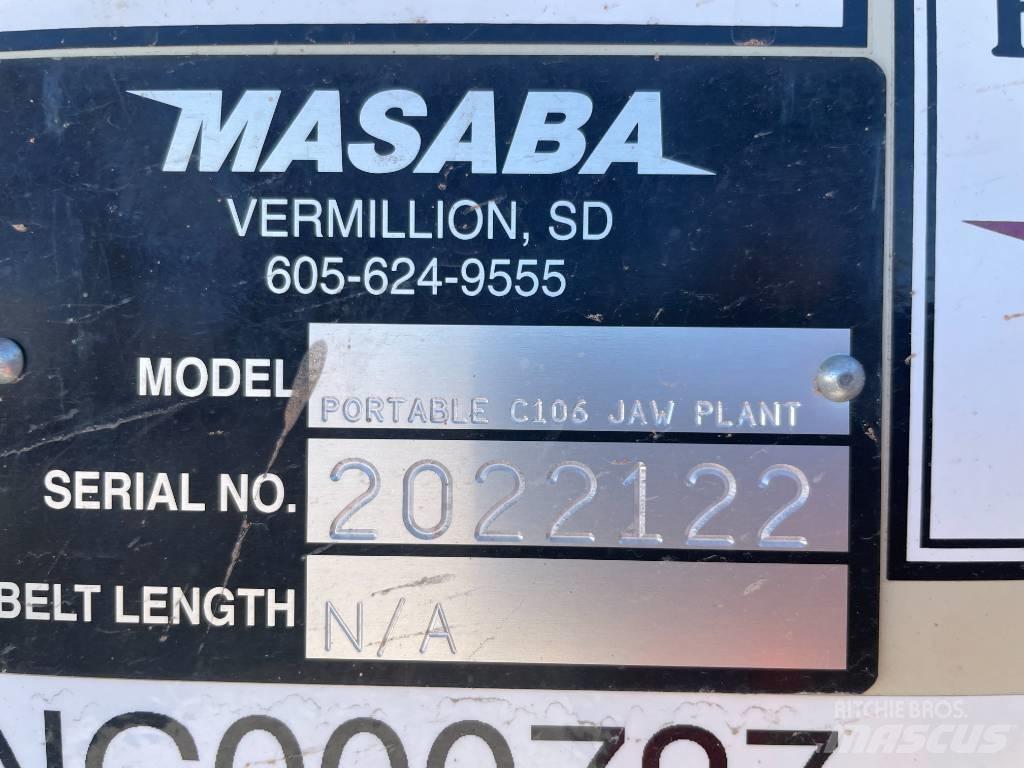 MASABA
VERMILLION, SD
605-624-9555
MODEL PORTABLE C106 JAW PLANT
SERIAL NO. 2022122
BELT LENGTH N/A
RITCHIE BROS.
MASCUS